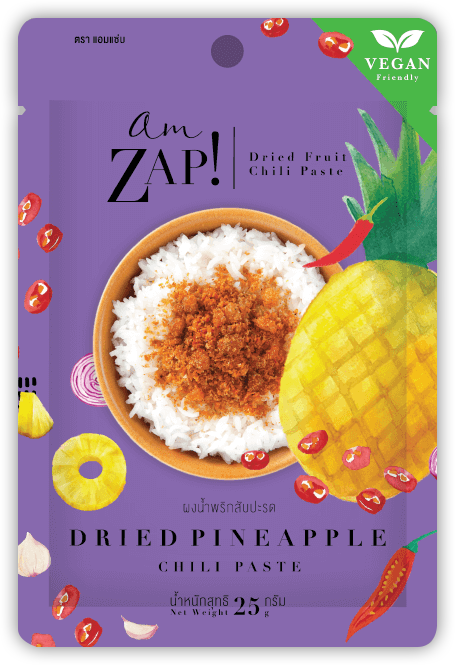 ตรา แอมแซ่บ
VEGAN
Friendly
am
ZAP!
Dried Fruit
Chili Paste
ผงน้ำพริกสับปะรด
DRIED PINEAPPLE
CHILI PASTE
น้ำหนักสุทธิ 25 กรัม
Net Weight g